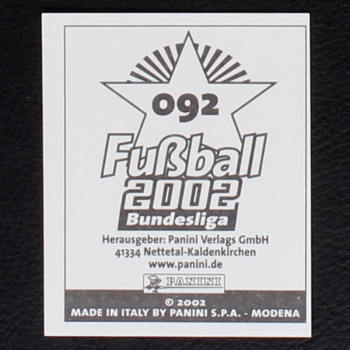 092
Fußball
2002
Bundesliga
Herausgeber: Panini Verlags GmbH
41334 Nettetal-Kaldenkirchen
www.panini.de
PANINI
© 2002
MADE IN ITALY BY PANINI S.P.A. - MODENA